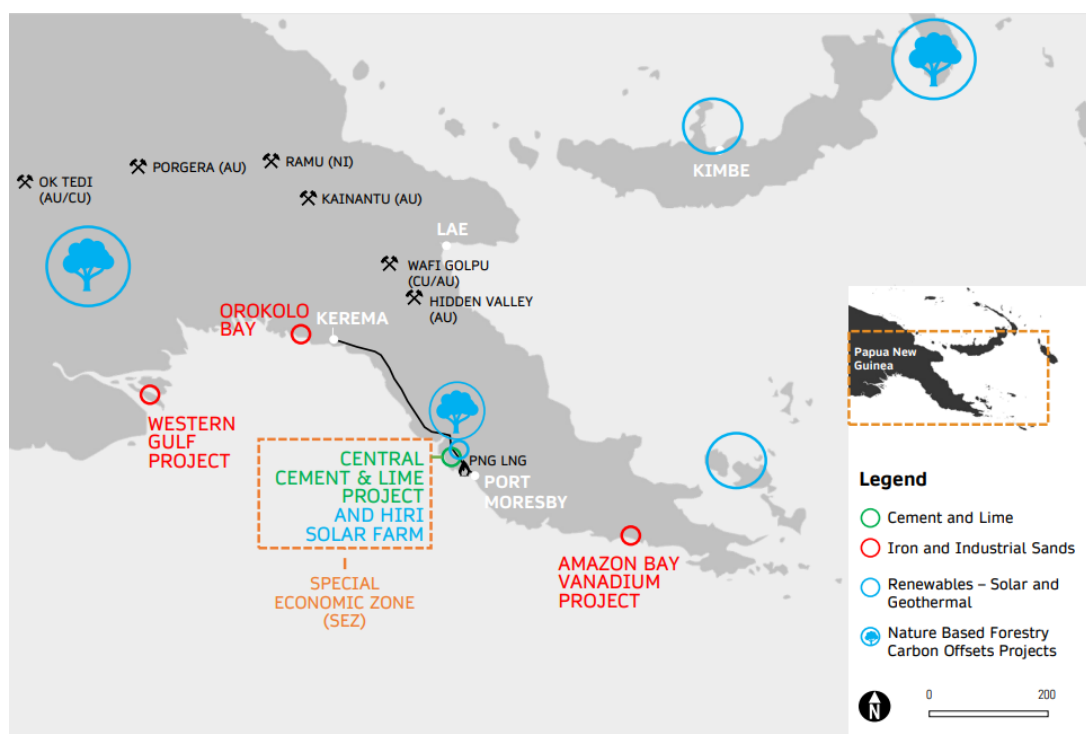 KIMBE
PORGERA (AU)
RAMU (NI)
OK TEDI
(AU/CU)
KAINANTU (AU)
LAE
WAFI GOLPU
(CU/AU)
HIDDEN VALLEY
(AU)
OROKOLO
BAY
KEREMA
WESTERN
GULF
PROJECT
CENTRAL
CEMENT & LIME
PROJECT
AND HIRI
SOLAR FARM
PNG LNG
PORT
MORESBY
SPECIAL
ECONOMIC ZONE
(SEZ)
AMAZON BAY
VANADIUM
PROJECT
Papua New
Guinea
Legend
Cement and Lime
Iron and Industrial Sands
Renewables – Solar and
Geothermal
Nature Based Forestry
Carbon Offsets Projects
N
0 200